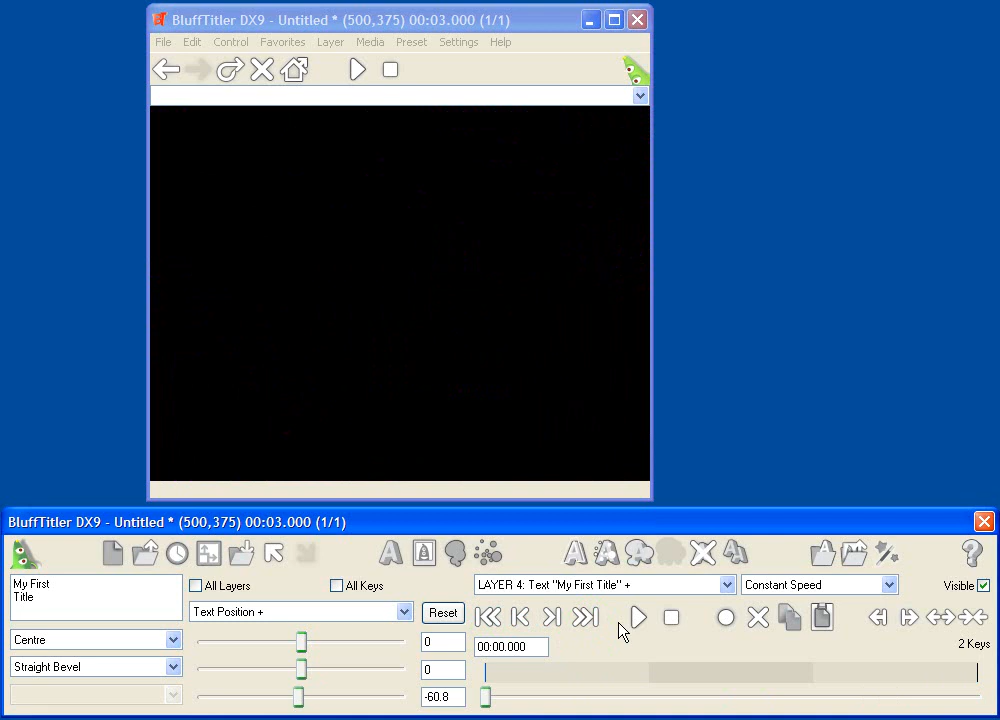 BluffTitler DX9 - Untitled * (500,375) 00:03.000 (1/1)
File Edit Control Favorites Layer Media Preset Settings Help
BluffTitler DX9 - Untitled * (500,375) 00:03.000 (1/1)
My First
Title
All Layers All Keys
LAYER 4: Text "My First Title" + Constant Speed Visible
Text Position + Reset
Centre 0 00:00.000 2 Keys
Straight Bevel 0
-60.8